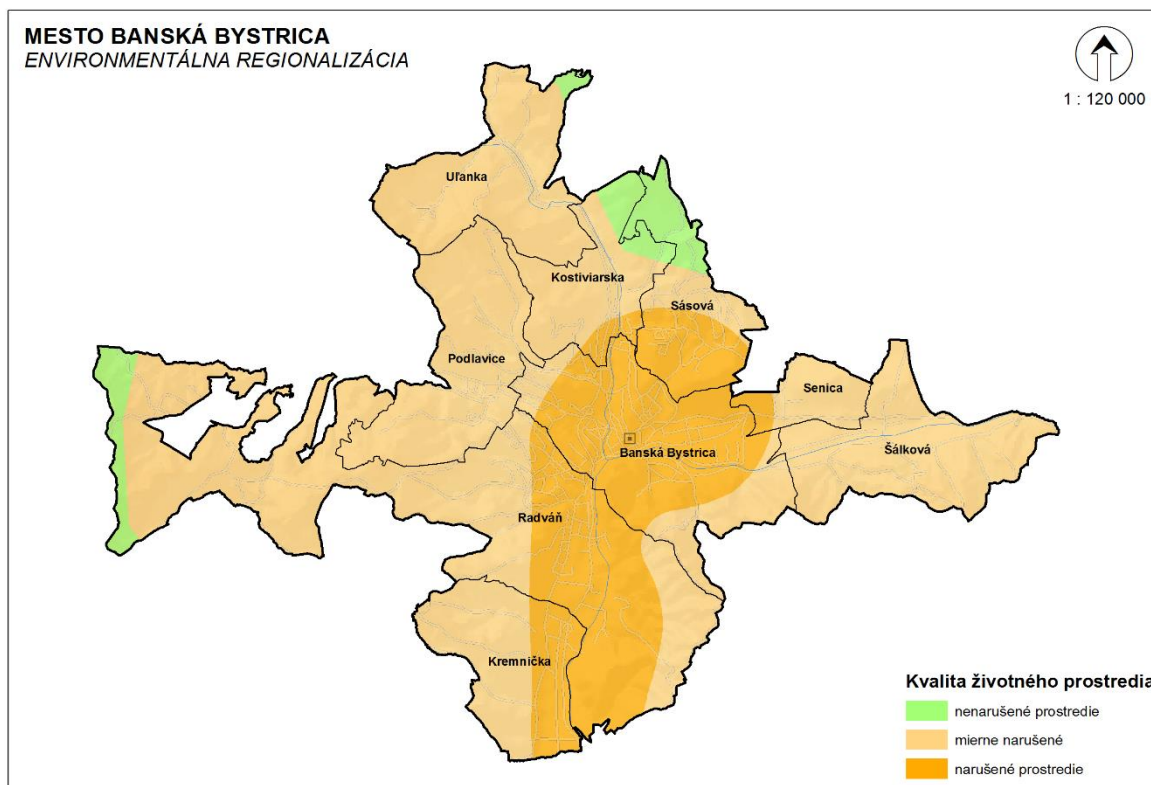 MESTO BANSKÁ BYSTRICA
ENVIRONMENTÁLNA REGIONALIZÁCIA
1 : 120 000
Uľanka
Kostiviarska
Sásová
Podlavice
Senica
Banská Bystrica
Šálková
Radváň
Kremnička
Kvalita životného prostredia
nenarušené prostredie
mierne narušené
narušené prostredie